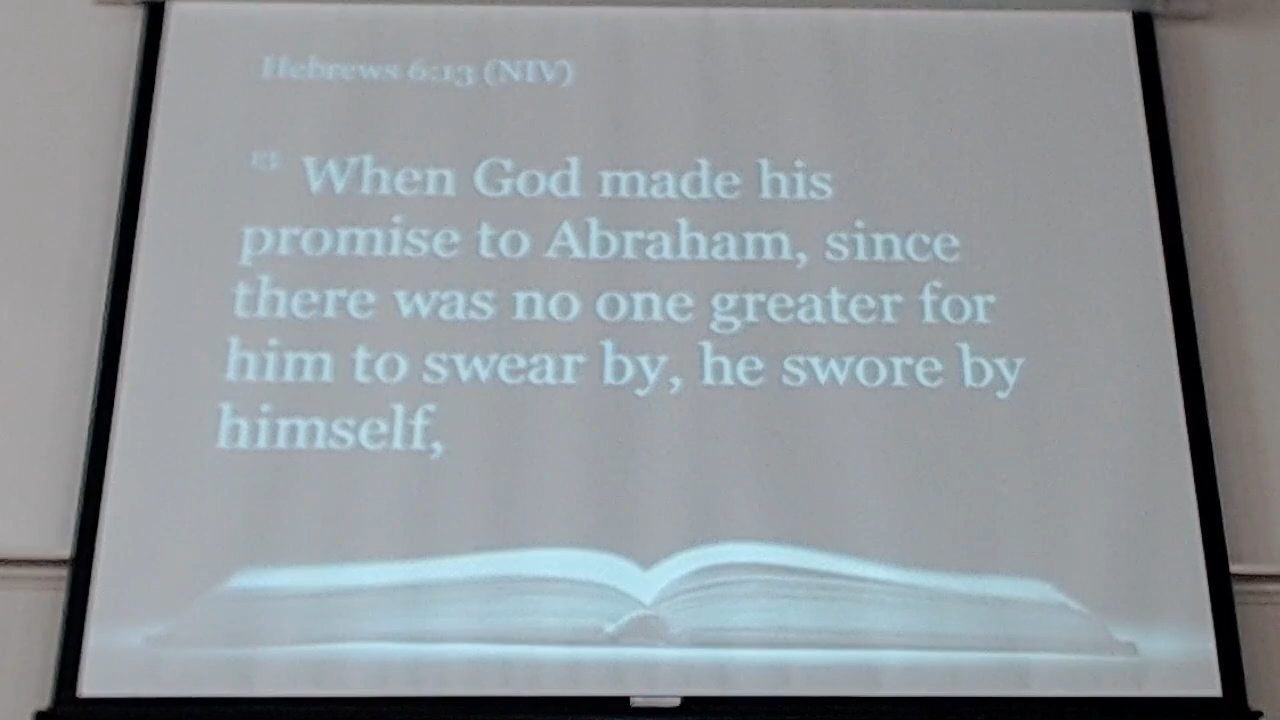 Hebrews 6:13 (NIV)
13 When God made his
promise to Abraham, since
there was no one greater for
him to swear by, he swore by
himself,